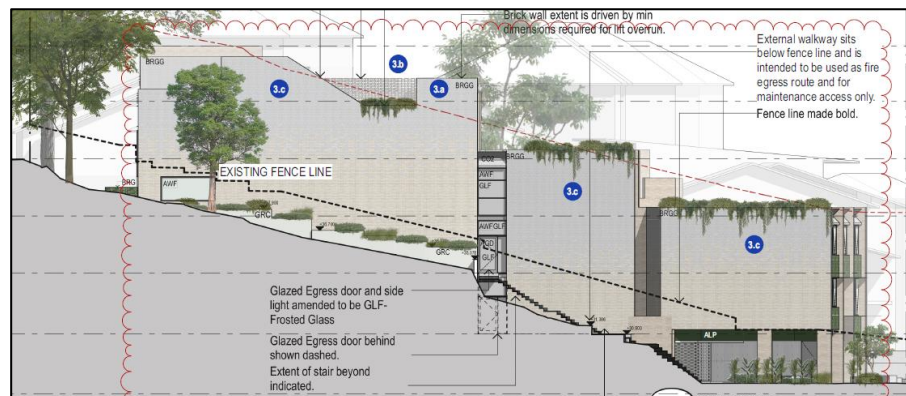 Brick wall extent is driven by min
dimensions required for lift overrun.
External walkway sits
below fence line and is
intended to be used as fire
egress route and for
maintenance access only.
Fence line made bold.
3.b
BRGG
3.c
3.a
BRGG
EXISTING FENCE LINE
BRG
AWF
GRC
GRC
BRGG
AWF
GLF
AWF
GLF
GLF
3.c
BRGG
3.c
ALP
Glazed Egress door and side
light amended to be GLF-
Frosted Glass
Glazed Egress door behind
shown dashed.
Extent of stair beyond
indicated.